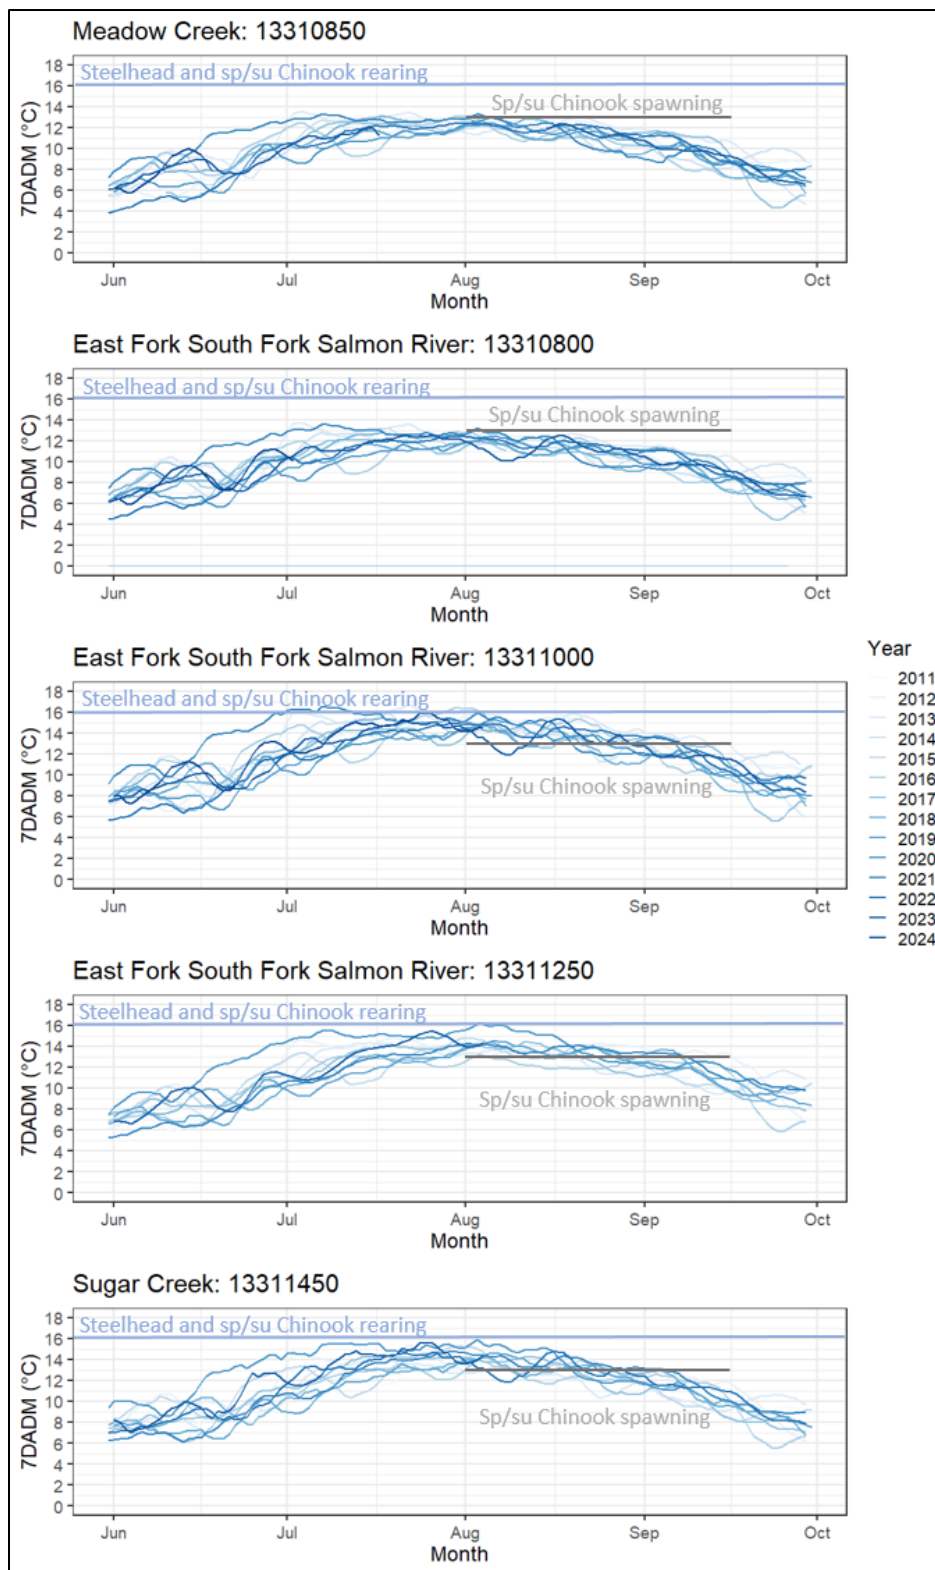 Meadow Creek: 13310850
18
16
14
12
10
8
6
4
2
0
7DADM (°C)
Steelhead and sp/su Chinook rearing
Sp/su Chinook spawning
Jun Jul Aug Sep Oct
Month
East Fork South Fork Salmon River: 13310800
18
16
14
12
10
8
6
4
2
0
7DADM (°C)
Steelhead and sp/su Chinook rearing
Sp/su Chinook spawning
Jun Jul Aug Sep Oct
Month
East Fork South Fork Salmon River: 13311000
18
16
14
12
10
8
6
4
2
0
7DADM (°C)
Steelhead and sp/su Chinook rearing
Sp/su Chinook spawning
Jun Jul Aug Sep Oct
Month
Year
2011
2012
2013
2014
2015
2016
2017
2018
2019
2020
2021
2022
2023
2024
East Fork South Fork Salmon River: 13311250
18
16
14
12
10
8
6
4
2
0
7DADM (°C)
Steelhead and sp/su Chinook rearing
Sp/su Chinook spawning
Jun Jul Aug Sep Oct
Month
Sugar Creek: 13311450
18
16
14
12
10
8
6
4
2
0
7DADM (°C)
Steelhead and sp/su Chinook rearing
Sp/su Chinook spawning
Jun Jul Aug Sep Oct
Month